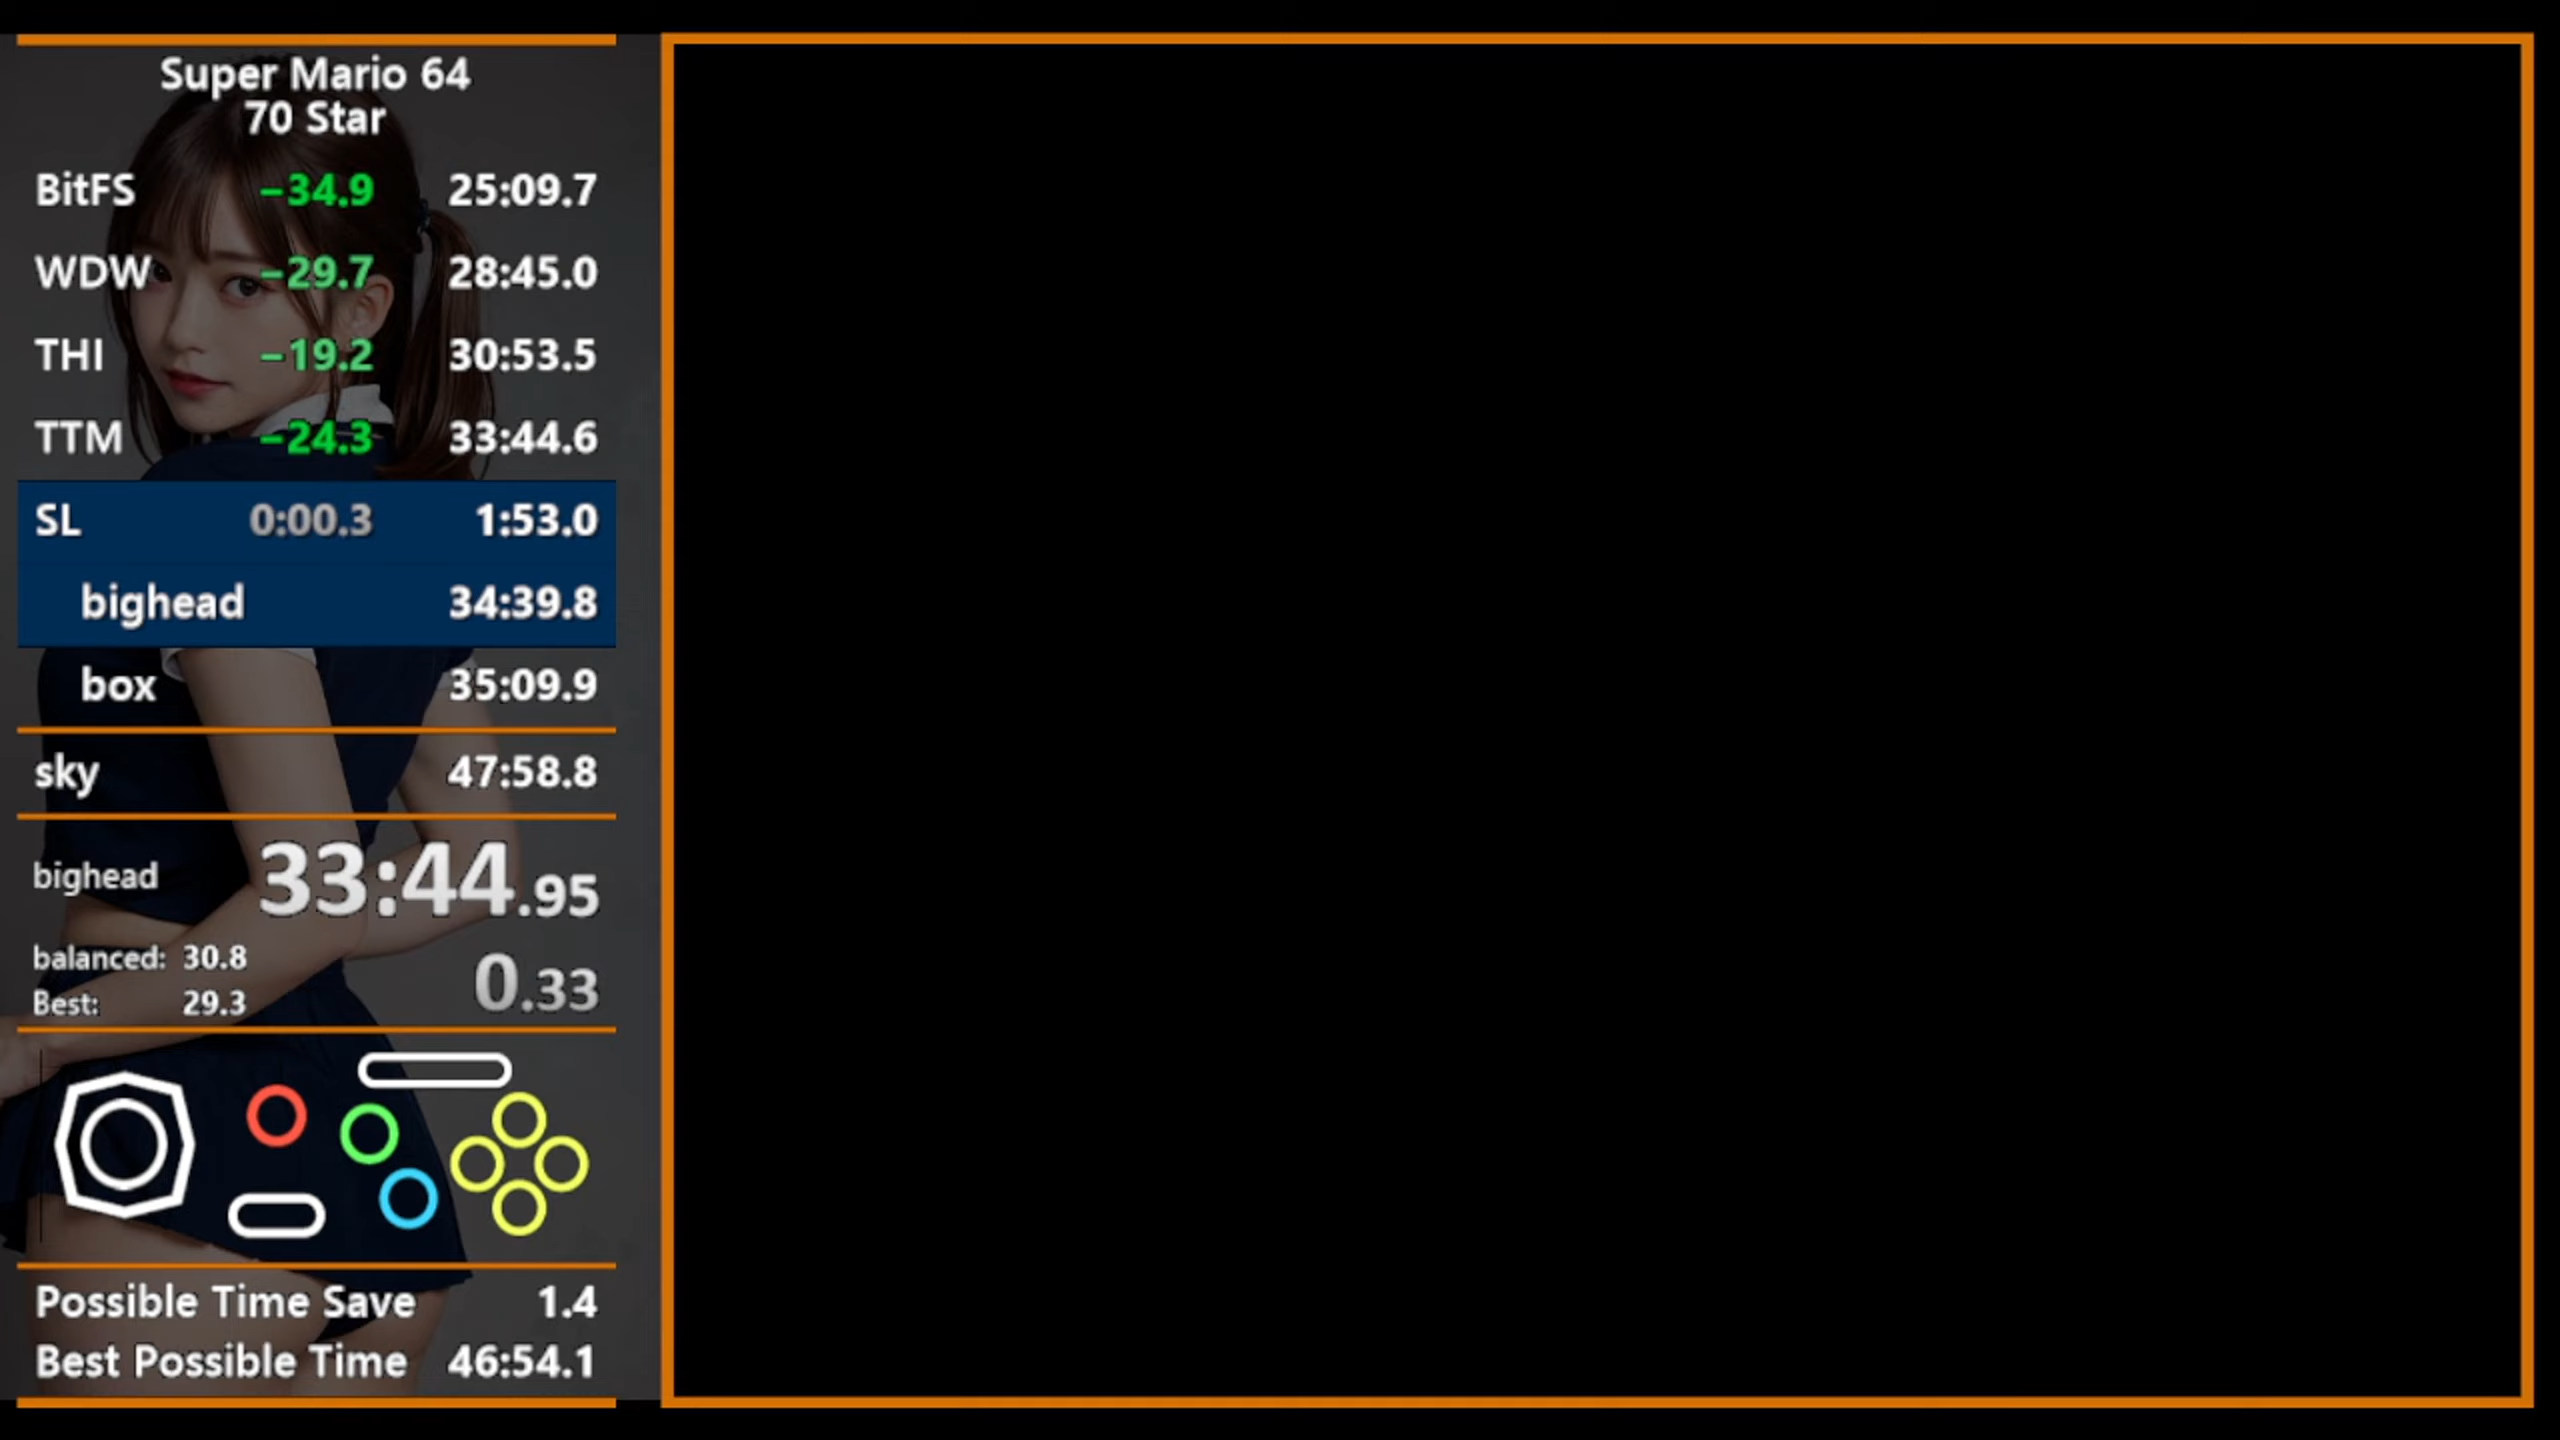 Super Mario 64
70 Star
BitFS −34.9 25:09.7
WDW −29.7 28:45.0
THI −19.2 30:53.5
TTM −24.3 33:44.6
SL 0:00.3 1:53.0
bighead 34:39.8
box 35:09.9
sky 47:58.8
bighead 33:44.95
balanced: 30.8
Best: 29.3
0.33
Possible Time Save 1.4
Best Possible Time 46:54.1